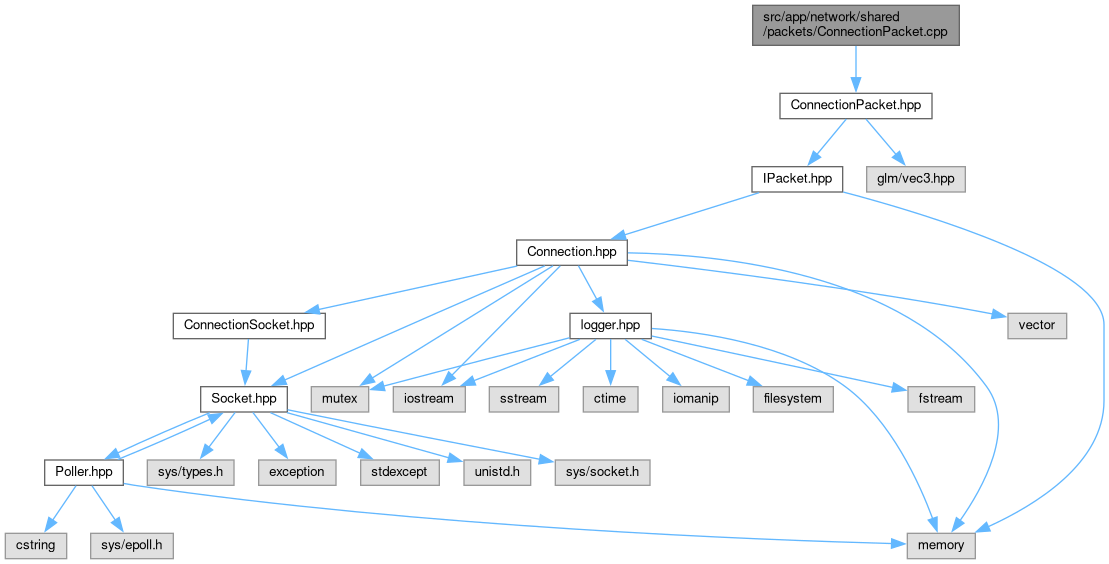 src/app/network/shared
/packets/ConnectionPacket.cpp
ConnectionPacket.hpp
IPacket.hpp
glm/vec3.hpp
Connection.hpp
ConnectionSocket.hpp
logger.hpp
vector
Socket.hpp
mutex
iostream
sstream
ctime
iomanip
filesystem
fstream
Poller.hpp
sys/types.h
exception
stdexcept
unistd.h
sys/socket.h
cstring
sys/epoll.h
memory